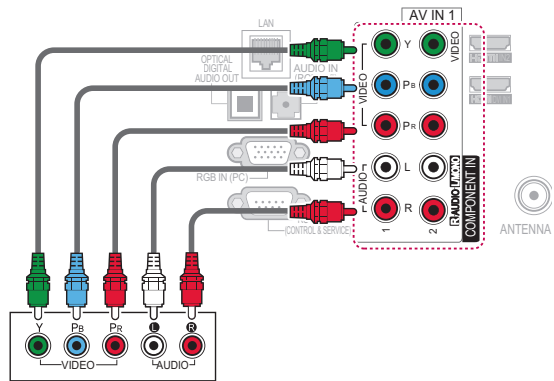 AV IN 1
LAN
OPTICAL
DIGITAL
AUDIO OUT
AUDIO IN
Y
VIDEO
PB
VIDEO
PR
RGB IN (PC)
L
AUDIO
R
(CONTROL & SERVICE)
1
2
R AUDIO L/MONO
COMPONENT IN
ANTENNA
Y
PB
PR
L
R
VIDEO
AUDIO